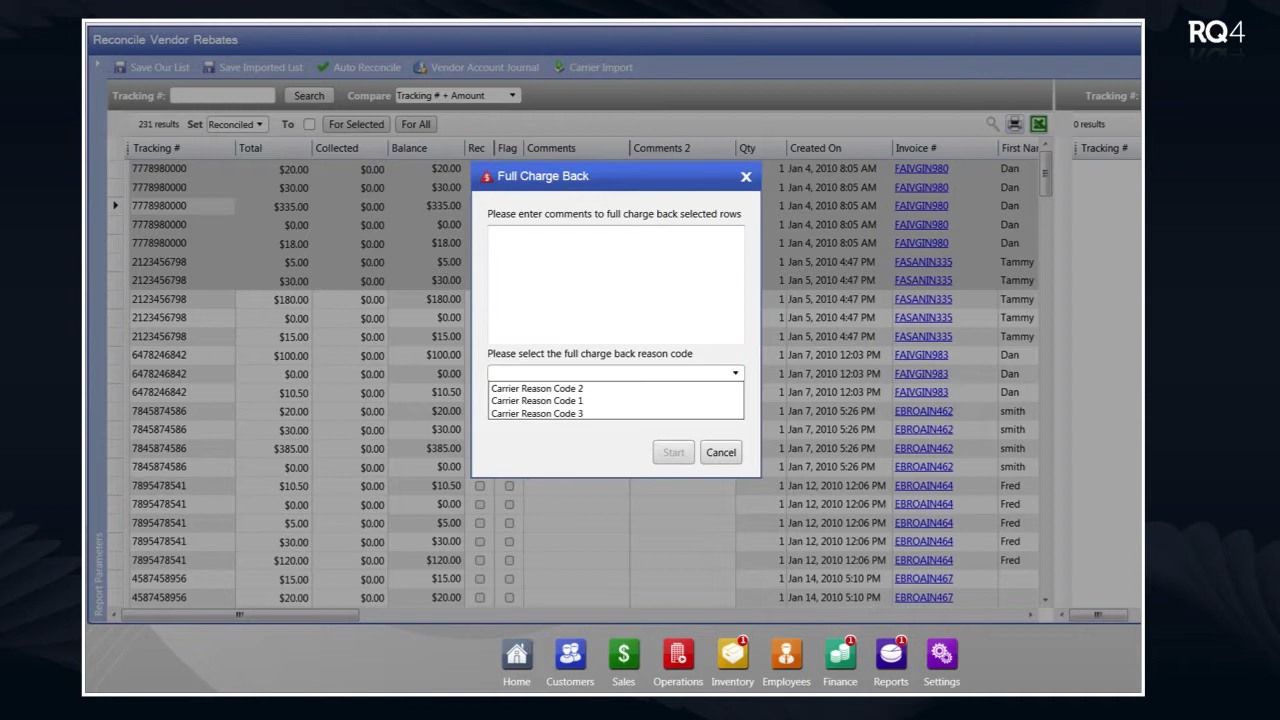 RQ4
Reconcile Vendor Rebates
Save Our List Save Imported List Auto Reconcile Vendor Account Journal Carrier Import
Tracking #: Search Compare Tracking # + Amount Tracking #:
231 results Set Reconciled To For Selected For All 0 results
Tracking # Total Collected Balance Rec Flag Comments Comments 2 Qty Created On Invoice # First Nar Tracking #
7778980000 $20.00 $0.00 $20.00 1 Jan 4, 2010 8:05 AM FAIVGIN980 Dan
7778980000 $30.00 $0.00 $30.00 1 Jan 4, 2010 8:05 AM FAIVGIN980 Dan
7778980000 $335.00 $0.00 $335.00 1 Jan 4, 2010 8:05 AM FAIVGIN980 Dan
7778980000 $0.00 $0.00 $0.00 1 Jan 4, 2010 8:05 AM FAIVGIN980 Dan
7778980000 $18.00 $0.00 $18.00 1 Jan 4, 2010 8:05 AM FAIVGIN980 Dan
2123456798 $5.00 $0.00 $5.00 1 Jan 5, 2010 4:47 PM FASANIN335 Tammy
2123456798 $30.00 $0.00 $30.00 1 Jan 5, 2010 4:47 PM FASANIN335 Tammy
2123456798 $180.00 $0.00 $180.00 1 Jan 5, 2010 4:47 PM FASANIN335 Tammy
2123456798 $0.00 $0.00 $0.00 1 Jan 5, 2010 4:47 PM FASANIN335 Tammy
2123456798 $15.00 $0.00 $15.00 1 Jan 5, 2010 4:47 PM FASANIN335 Tammy
6478246842 $100.00 $0.00 $100.00 1 Jan 7, 2010 12:03 PM FAIVGIN983 Dan
6478246842 $0.00 $0.00 $0.00 1 Jan 7, 2010 12:03 PM FAIVGIN983 Dan
6478246842 $10.50 $0.00 $10.50 1 Jan 7, 2010 12:03 PM FAIVGIN983 Dan
7845874586 $20.00 $0.00 $20.00 1 Jan 7, 2010 5:26 PM EBROAIN462 smith
7845874586 $30.00 $0.00 $30.00 1 Jan 7, 2010 5:26 PM EBROAIN462 smith
7845874586 $385.00 $0.00 $385.00 1 Jan 7, 2010 5:26 PM EBROAIN462 smith
7845874586 $0.00 $0.00 $0.00 1 Jan 7, 2010 5:26 PM EBROAIN462 smith
7895478541 $10.50 $0.00 $10.50 1 Jan 12, 2010 12:06 PM EBROAIN464 Fred
7895478541 $0.00 $0.00 $0.00 1 Jan 12, 2010 12:06 PM EBROAIN464 Fred
7895478541 $5.00 $0.00 $5.00 1 Jan 12, 2010 12:06 PM EBROAIN464 Fred
7895478541 $30.00 $0.00 $30.00 1 Jan 12, 2010 12:06 PM EBROAIN464 Fred
7895478541 $120.00 $0.00 $120.00 1 Jan 12, 2010 12:06 PM EBROAIN464 Fred
4587458956 $15.00 $0.00 $15.00 1 Jan 14, 2010 5:10 PM EBROAIN467
4587458956 $20.00 $0.00 $20.00 1 Jan 14, 2010 5:10 PM EBROAIN467
Report Parameters
Full Charge Back
Please enter comments to full charge back selected rows
Please select the full charge back reason code
Carrier Reason Code 2
Carrier Reason Code 1
Carrier Reason Code 3
Start Cancel
1 1 1
Home Customers Sales Operations Inventory Employees Finance Reports Settings